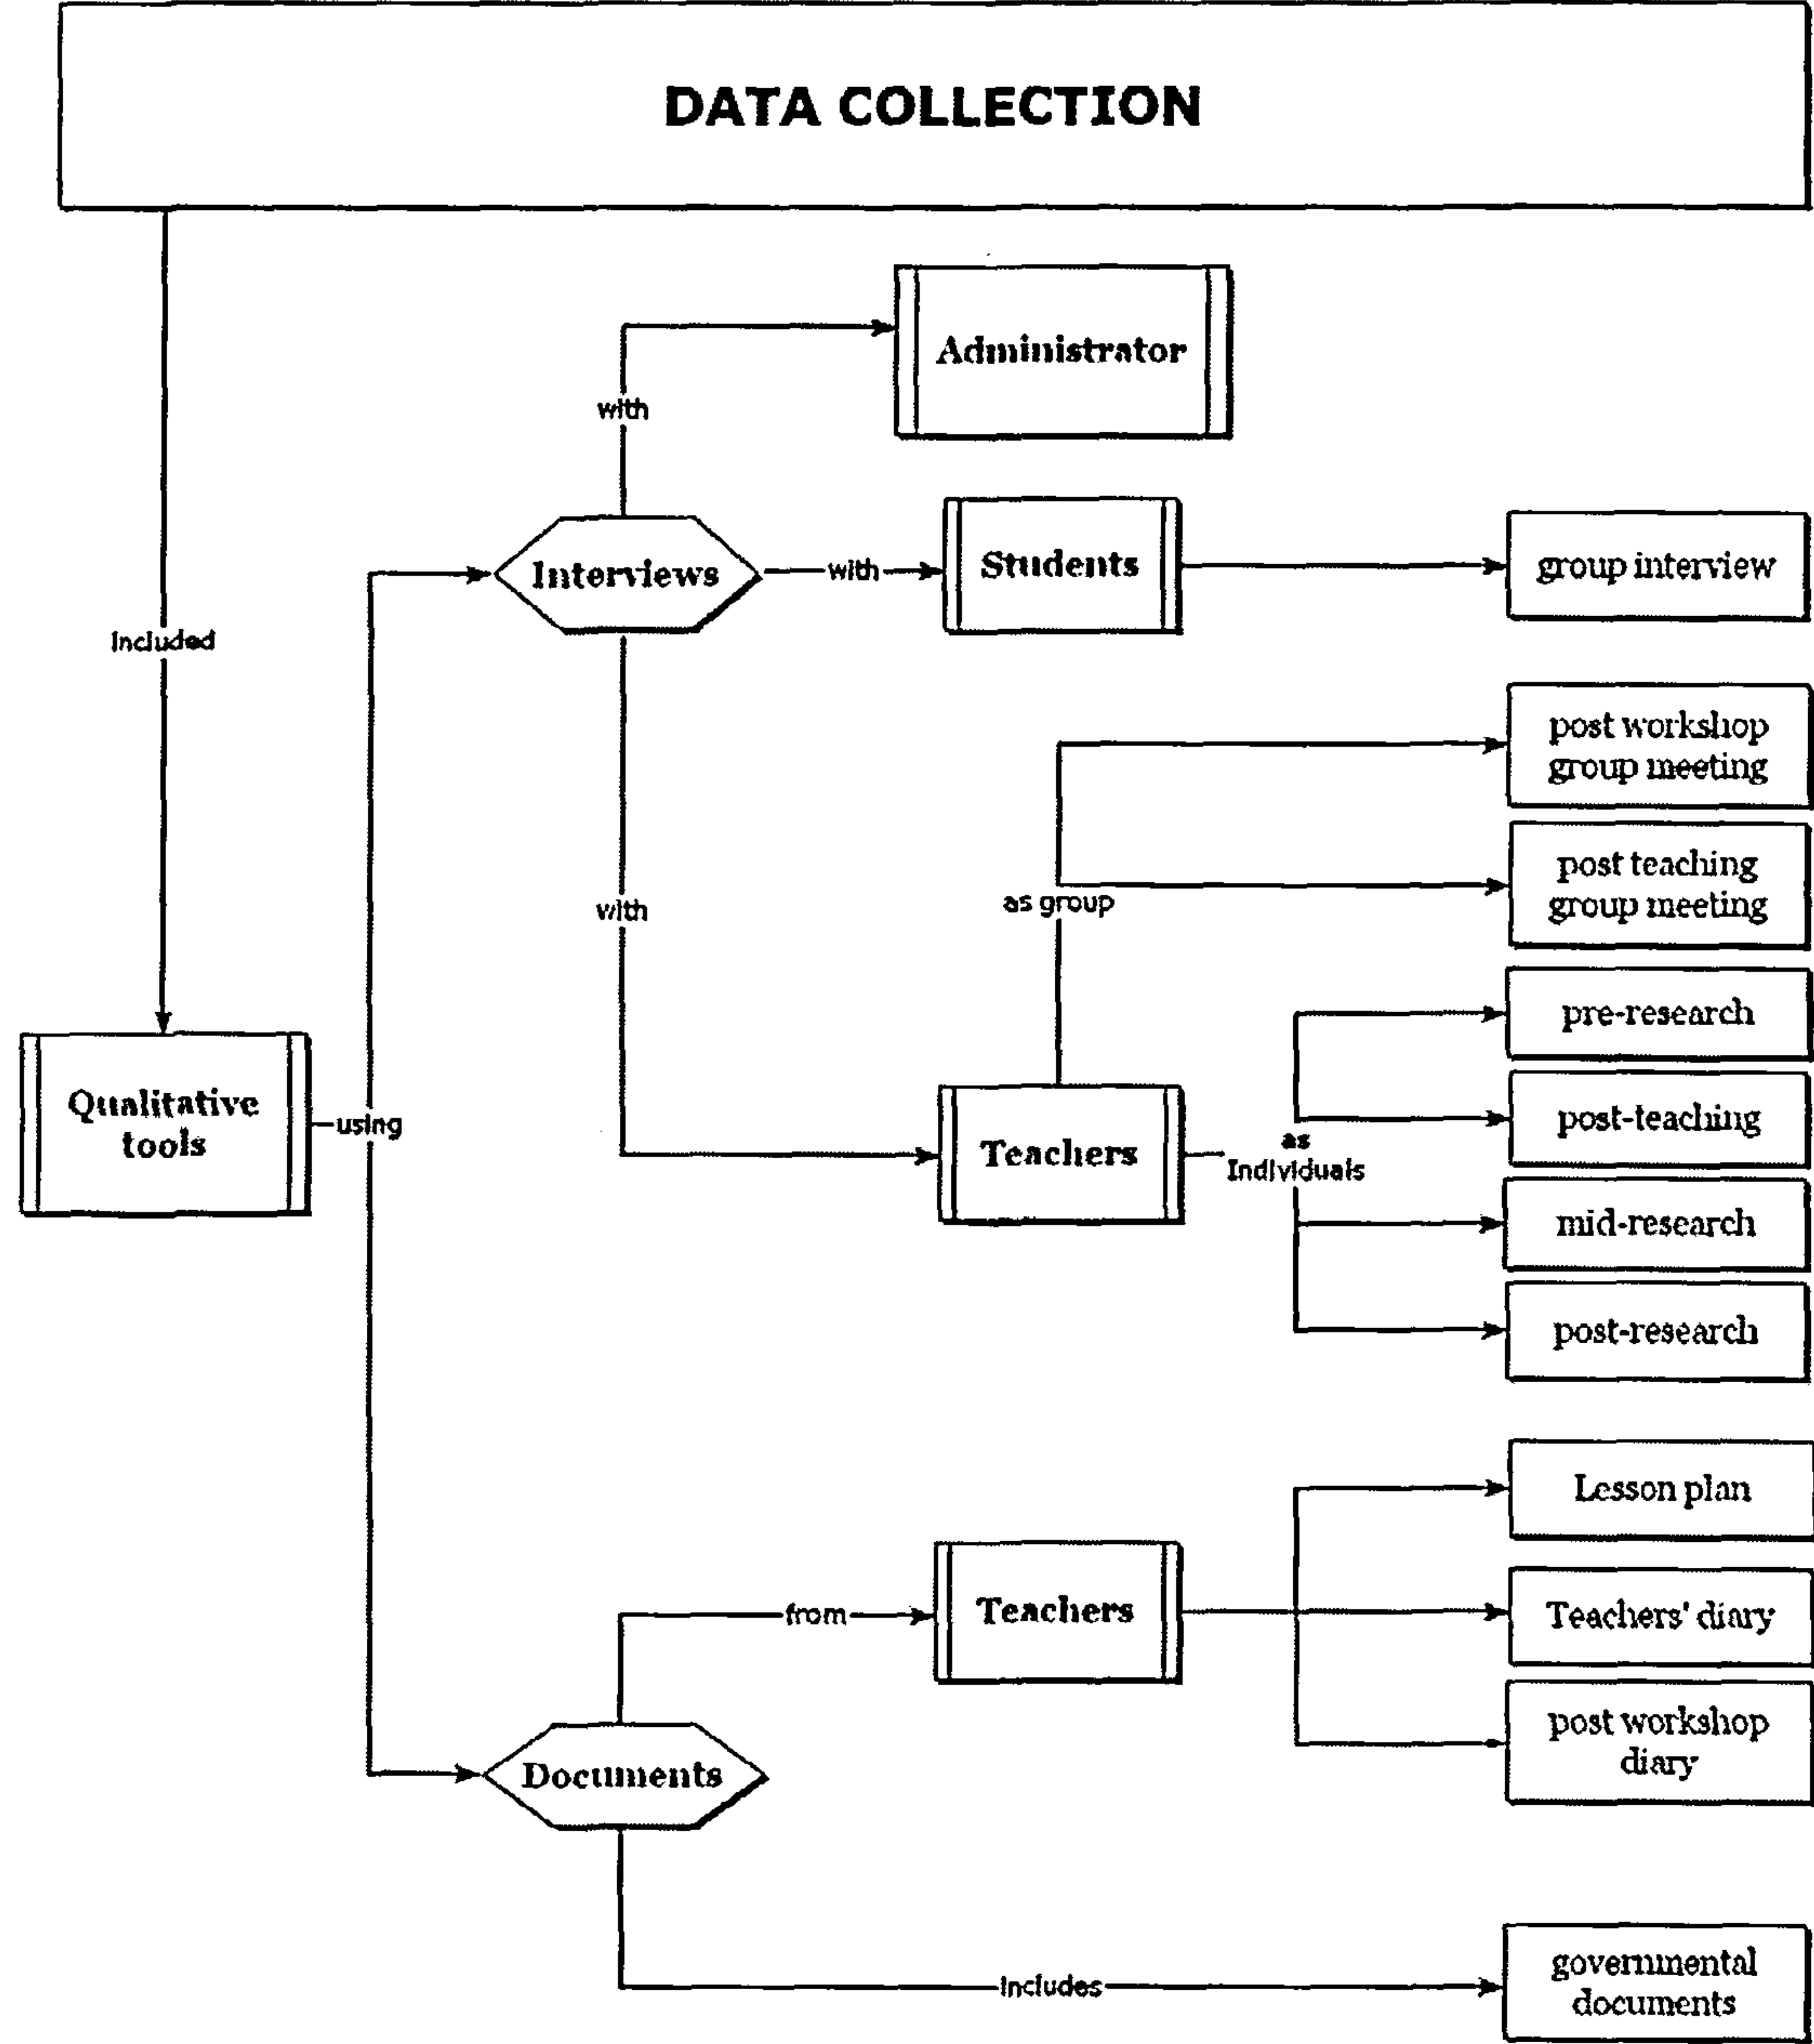 DATA COLLECTION
Administrator
with
Interviews
with
Students
group interview
included
post workshop
group meeting
post teaching
group meeting
as group
with
pre-research
Qualitative
tools
using
post-teaching
Teachers
as
Individuals
mid-research
post-research
Lesson plan
from
Teachers
Teachers' diary
post workshop
diary
Documents
includes
governmental
documents